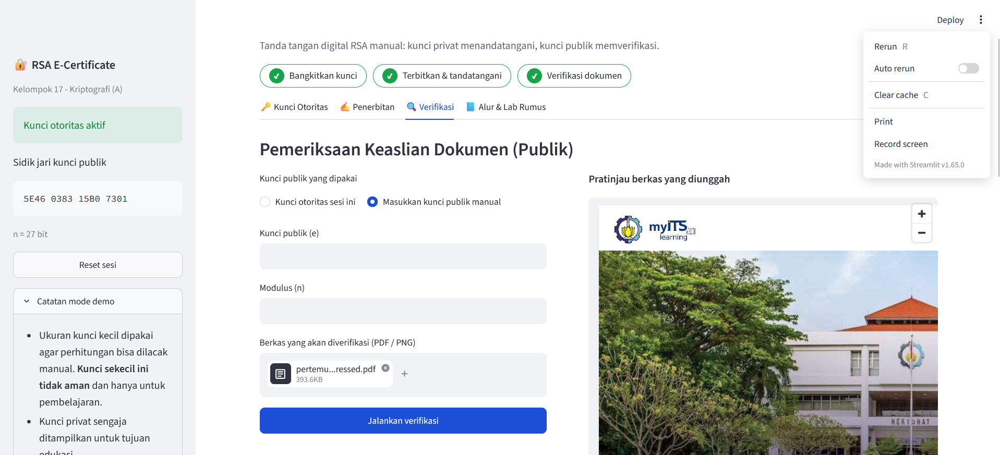 RSA E-Certificate
Kelompok 17 - Kriptografi (A)
Kunci otoritas aktif
Sidik jari kunci publik
5E46 0383 15B0 7301
n = 27 bit
Reset sesi
Catatan mode demo
Ukuran kunci kecil dipakai
agar perhitungan bisa dilacak
manual. Kunci sekecil ini
tidak aman dan hanya untuk
pembelajaran.
Kunci privat sengaja
ditampilkan untuk tujuan
edukasi.
Deploy
Tanda tangan digital RSA manual: kunci privat menandatangani, kunci publik memverifikasi.
Bangkitkan kunci
Terbitkan & tandatangani
Verifikasi dokumen
Kunci Otoritas
Penerbitan
Verifikasi
Alur & Lab Rumus
Pemeriksaan Keaslian Dokumen (Publik)
Kunci publik yang dipakai
Kunci otoritas sesi ini
Masukkan kunci publik manual
Kunci publik (e)
Modulus (n)
Berkas yang akan diverifikasi (PDF / PNG)
pertemu...ressed.pdf
393.6KB
Jalankan verifikasi
Pratinjau berkas yang diunggah
myITS
learning
REKTORAT
Rerun R
Auto rerun
Clear cache C
Print
Record screen
Made with Streamlit v1.65.0